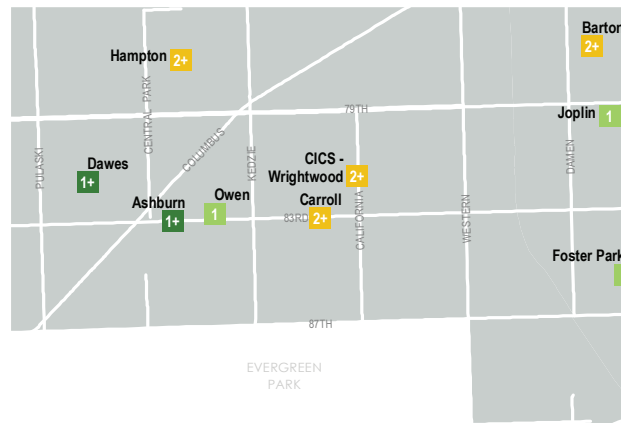 Barton
2+
Hampton
2+
79TH
Joplin
1
CENTRAL PARK
COLUMBUS
PULASKI
KEDZIE
DAMEN
CICS -
Wrightwood
2+
Dawes
1+
Ashburn
1+
Owen
1
Carroll
83RD
2+
CALIFORNIA
WESTERN
Foster Park
87TH
EVERGREEN
PARK